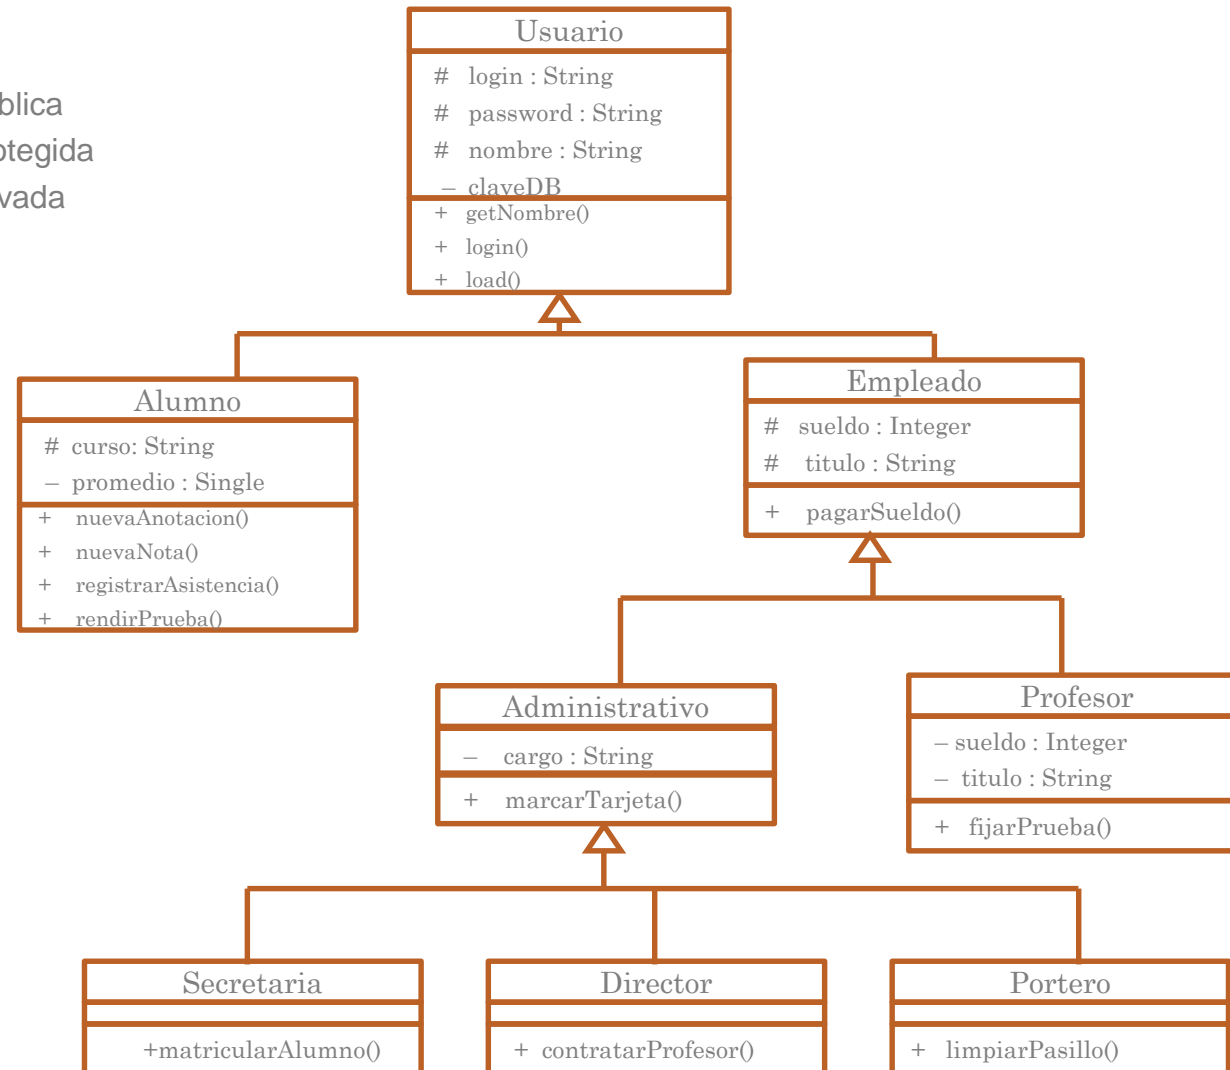 Usuario
# login : String
# password : String
# nombre : String
– claveDB
+ getNombre()
+ login()
+ load()
blica
otegida
vada
Alumno
# curso: String
– promedio : Single
+ nuevaAnotacion()
+ nuevaNota()
+ registrarAsistencia()
+ rendirPrueba()
Empleado
# sueldo : Integer
# titulo : String
+ pagarSueldo()
Administrativo
– cargo : String
+ marcarTarjeta()
Profesor
– sueldo : Integer
– titulo : String
+ fijarPrueba()
Secretaria
+matricularAlumno()
Director
+ contratarProfesor()
Portero
+ limpiarPasillo()